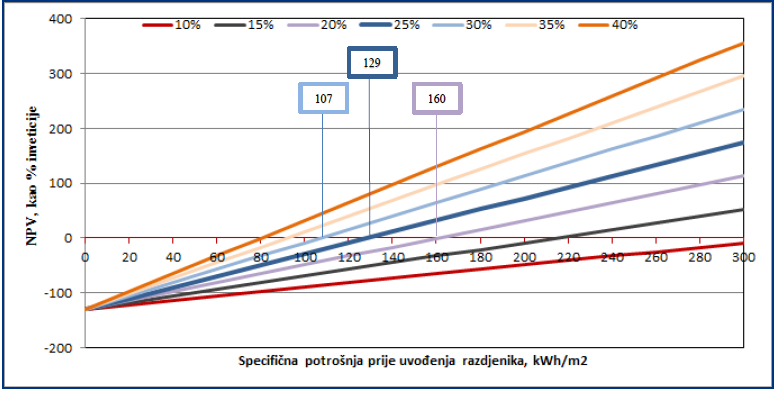 400
10% 15% 20% 25% 30% 35% 40%
300
129
107
160
200
100
0
0 20 40 60 80 100 120 140 160 180 200 220 240 260 280 300
-100
-200
NPV, kao % imeticije
Specifična potrošnja prije uvođenja razdjenika, kWh/m2